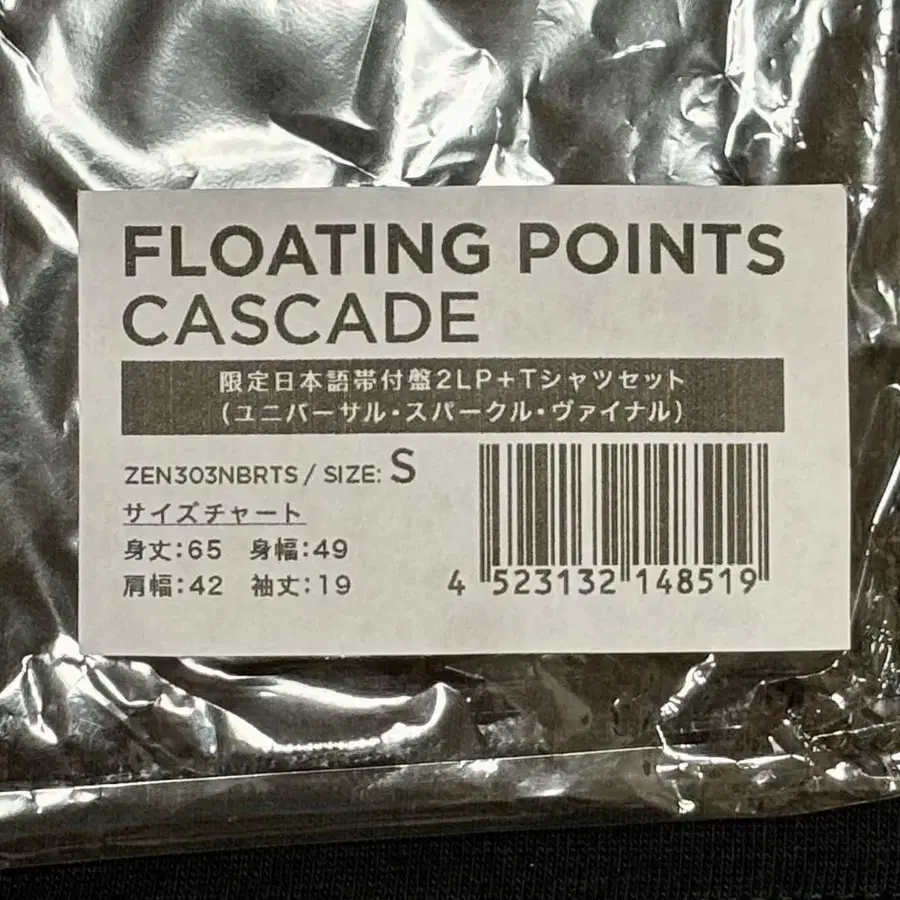 FLOATING POINTS
CASCADE
限定日本語帯付盤2LP+Tシャツセット
(ユニバーサル・スパークル・ヴァイナル)
ZEN303NBRTS / SIZE: S
サイズチャート
身丈:65 身幅:49
肩幅:42 袖丈:19
4 523132 148519